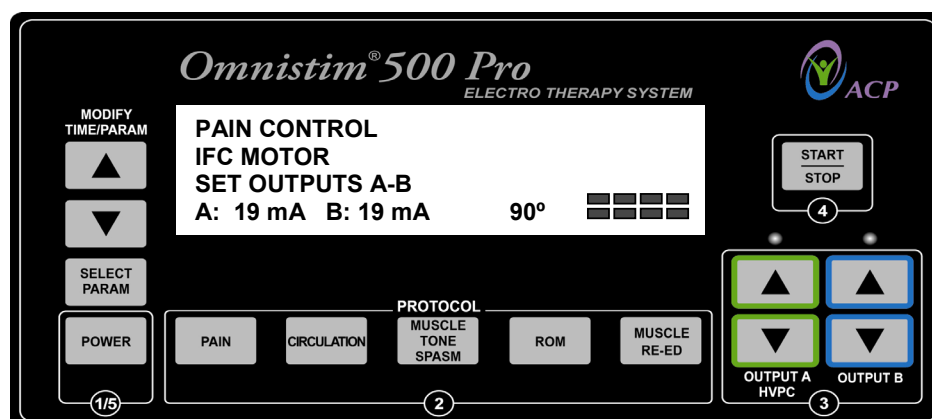 Omnistim®500 Pro
ELECTRO THERAPY SYSTEM
ACP
MODIFY
TIME/PARAM
PAIN CONTROL
IFC MOTOR
SET OUTPUTS A-B
A: 19 mA B: 19 mA 90º
START
STOP
4
SELECT
PARAM
POWER
1/5
PROTOCOL
PAIN
CIRCULATION
MUSCLE
TONE
SPASM
ROM
MUSCLE
RE-ED
2
OUTPUT A
HVPC
OUTPUT B
3